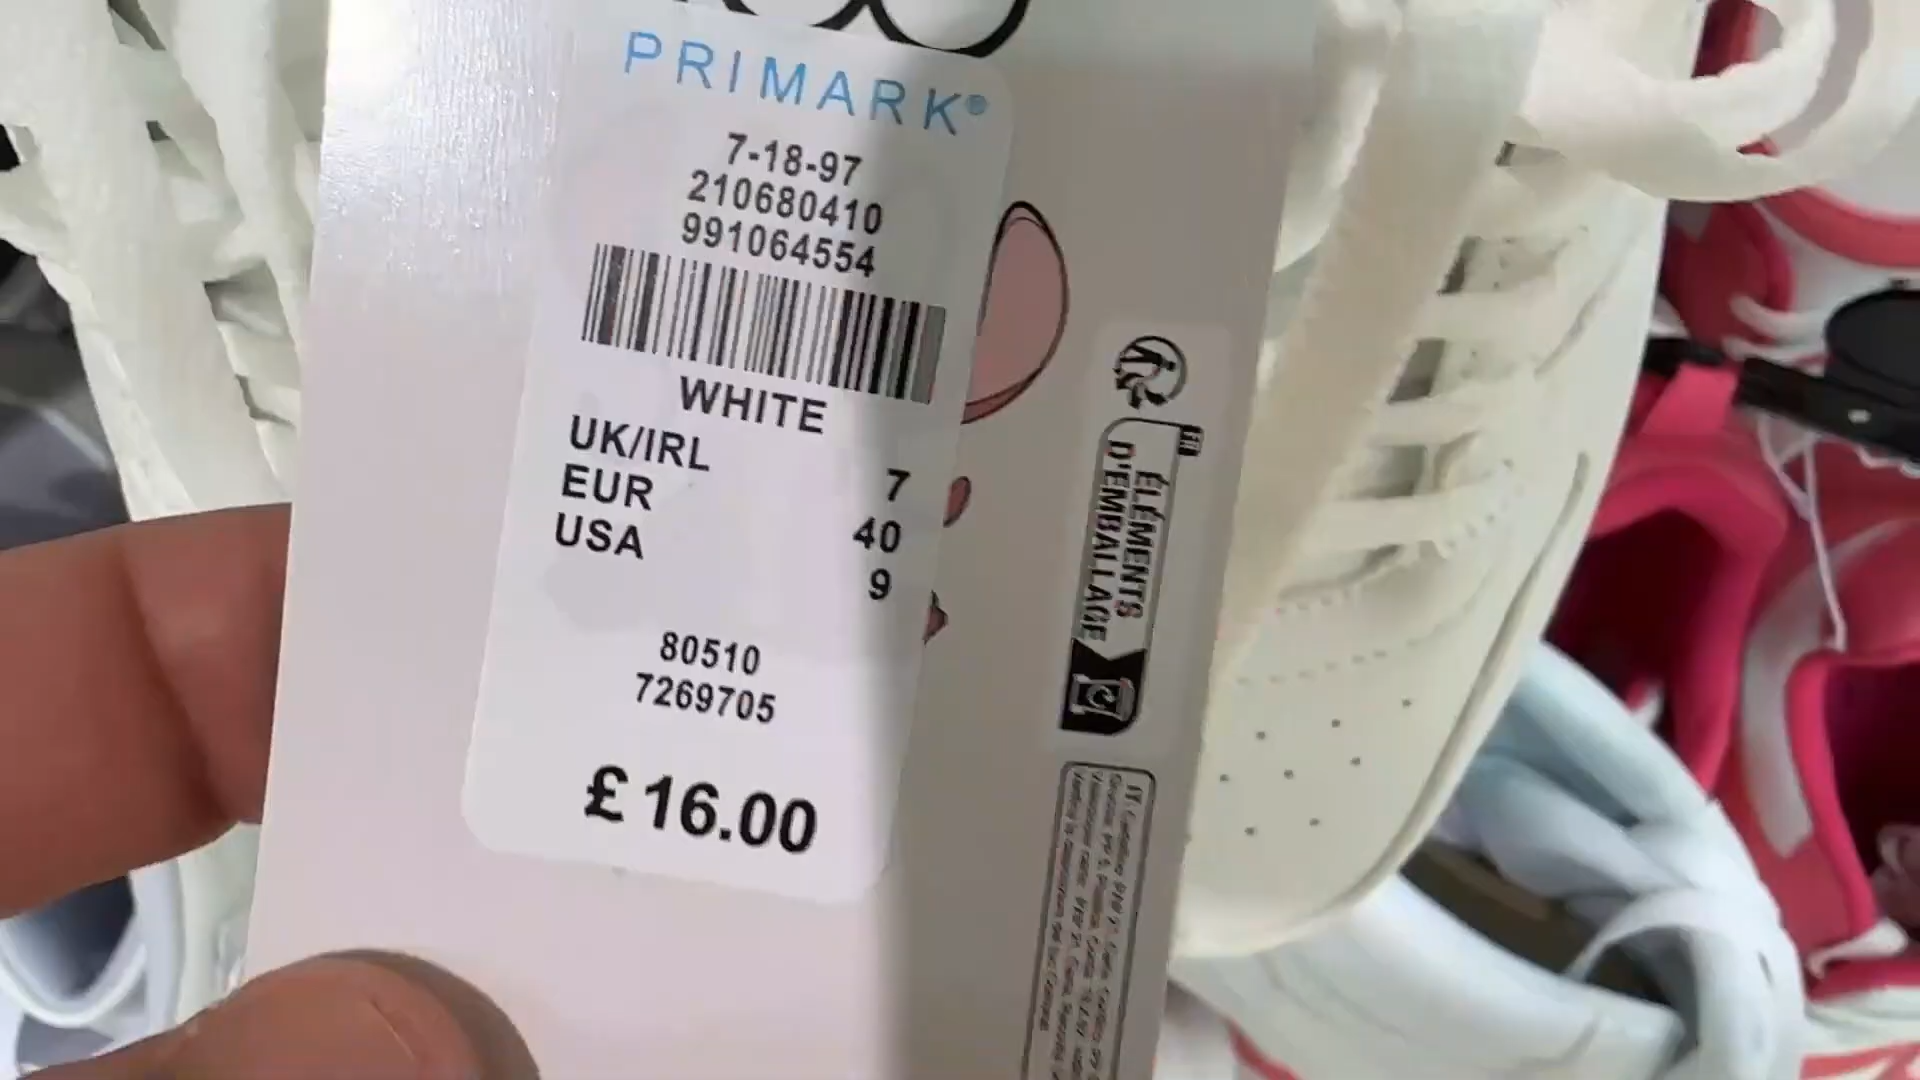 PRIMARK®
7-18-97
210680410
991064554
WHITE
UK/IRL 7
EUR 40
USA 9
80510
7269705
£16.00
FR
ÉLÉMENTS
D'EMBALLAGE